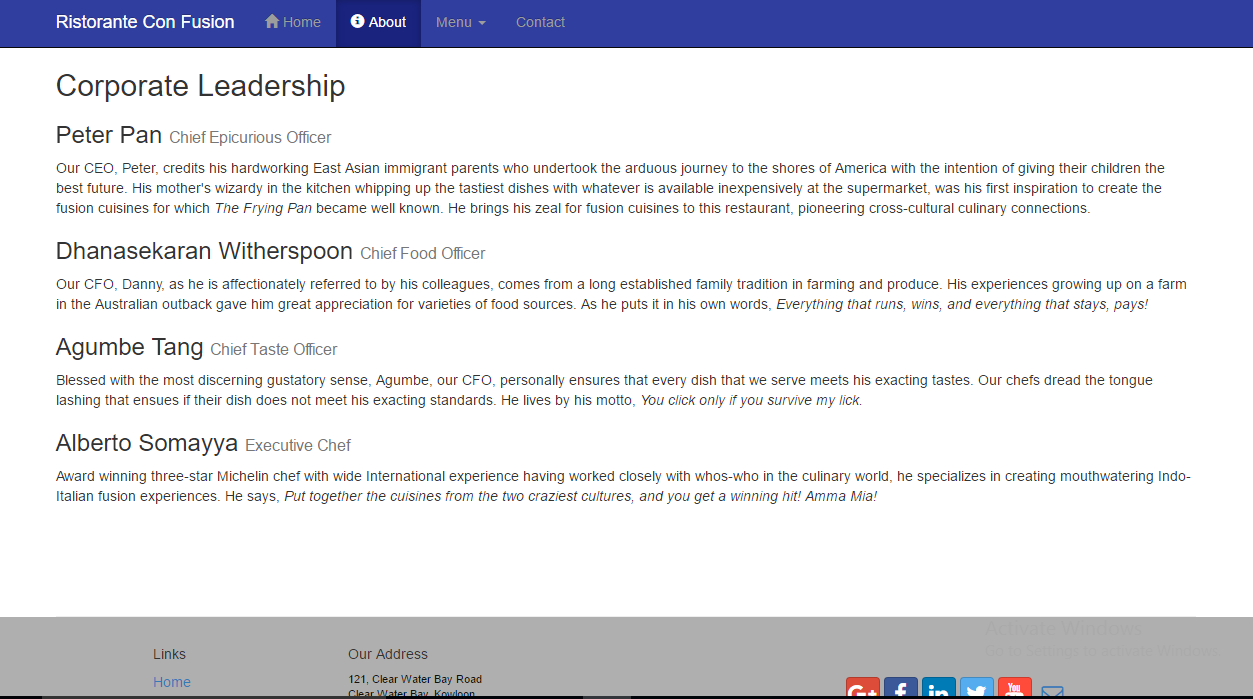 Ristorante Con Fusion Home About Menu Contact
Corporate Leadership
Peter Pan Chief Epicurious Officer
Our CEO, Peter, credits his hardworking East Asian immigrant parents who undertook the arduous journey to the shores of America with the intention of giving their children the
best future. His mother's wizardy in the kitchen whipping up the tastiest dishes with whatever is available inexpensively at the supermarket, was his first inspiration to create the
fusion cuisines for which The Frying Pan became well known. He brings his zeal for fusion cuisines to this restaurant, pioneering cross-cultural culinary connections.
Dhanasekaran Witherspoon Chief Food Officer
Our CFO, Danny, as he is affectionately referred to by his colleagues, comes from a long established family tradition in farming and produce. His experiences growing up on a farm
in the Australian outback gave him great appreciation for varieties of food sources. As he puts it in his own words, Everything that runs, wins, and everything that stays, pays!
Agumbe Tang Chief Taste Officer
Blessed with the most discerning gustatory sense, Agumbe, our CFO, personally ensures that every dish that we serve meets his exacting tastes. Our chefs dread the tongue
lashing that ensues if their dish does not meet his exacting standards. He lives by his motto, You click only if you survive my lick.
Alberto Somayya Executive Chef
Award winning three-star Michelin chef with wide International experience having worked closely with whos-who in the culinary world, he specializes in creating mouthwatering Indo-
Italian fusion experiences. He says, Put together the cuisines from the two craziest cultures, and you get a winning hit! Amma Mia!
Activate Windows
Go to Settings to activate Windows.
Links
Home
Our Address
121, Clear Water Bay Road
Clear Water Bay, Kowloon
G+ f in You